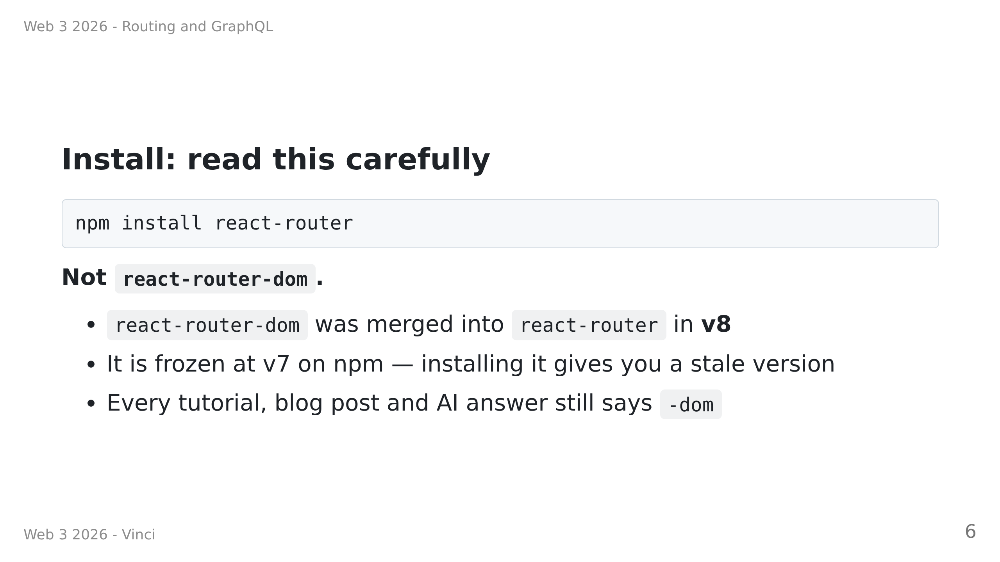 Web 3 2026 - Routing and GraphQL
Install: read this carefully
npm install react-router
Not react-router-dom.
• react-router-dom was merged into react-router in v8
• It is frozen at v7 on npm — installing it gives you a stale version
• Every tutorial, blog post and AI answer still says -dom
Web 3 2026 - Vinci
6